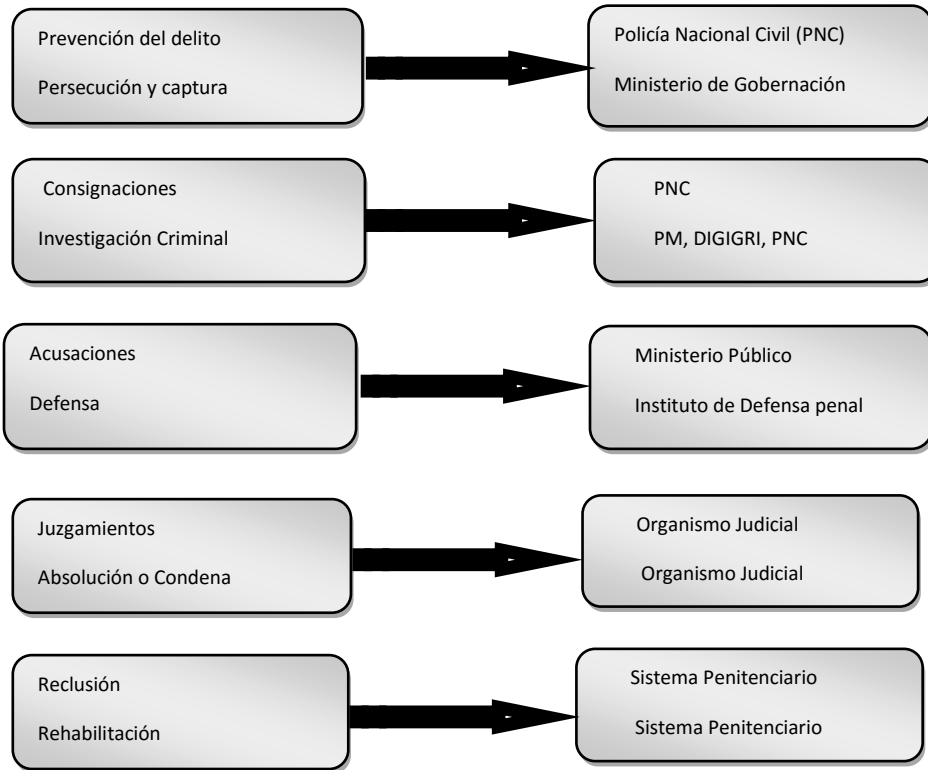 Prevención del delito
Persecución y captura
Policía Nacional Civil (PNC)
Ministerio de Gobernación
Consignaciones
Investigación Criminal
PNC
PM, DIGIGRI, PNC
Acusaciones
Defensa
Ministerio Público
Instituto de Defensa penal
Juzgamientos
Absolución o Condena
Organismo Judicial
Organismo Judicial
Reclusión
Rehabilitación
Sistema Penitenciario
Sistema Penitenciario